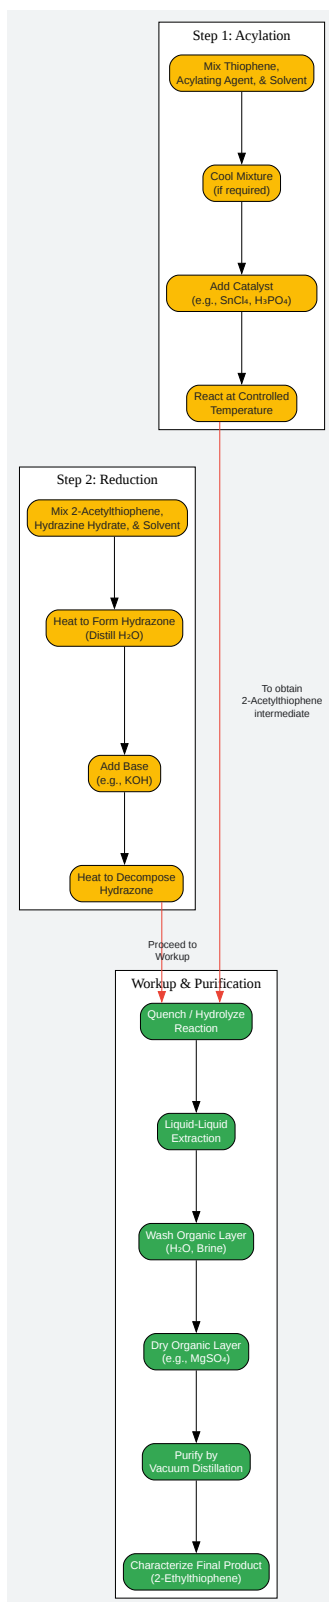 Step 1: Acylation
Mix Thiophene,
Acylating Agent, & Solvent
Cool Mixture
(if required)
Add Catalyst
(e.g., SnCl₄, H₃PO₄)
React at Controlled
Temperature
Step 2: Reduction
Mix 2-Acetylthiophene,
Hydrazine Hydrate, & Solvent
Heat to Form Hydrazone
(Distill H₂O)
To obtain
2-Acetylthiophene
intermediate
Add Base
(e.g., KOH)
Heat to Decompose
Hydrazone
Proceed to
Workup
Workup & Purification
Quench / Hydrolyze
Reaction
Liquid-Liquid
Extraction
Wash Organic Layer
(H₂O, Brine)
Dry Organic Layer
(e.g., MgSO₄)
Purify by
Vacuum Distillation
Characterize Final Product
(2-Ethylthiophene)